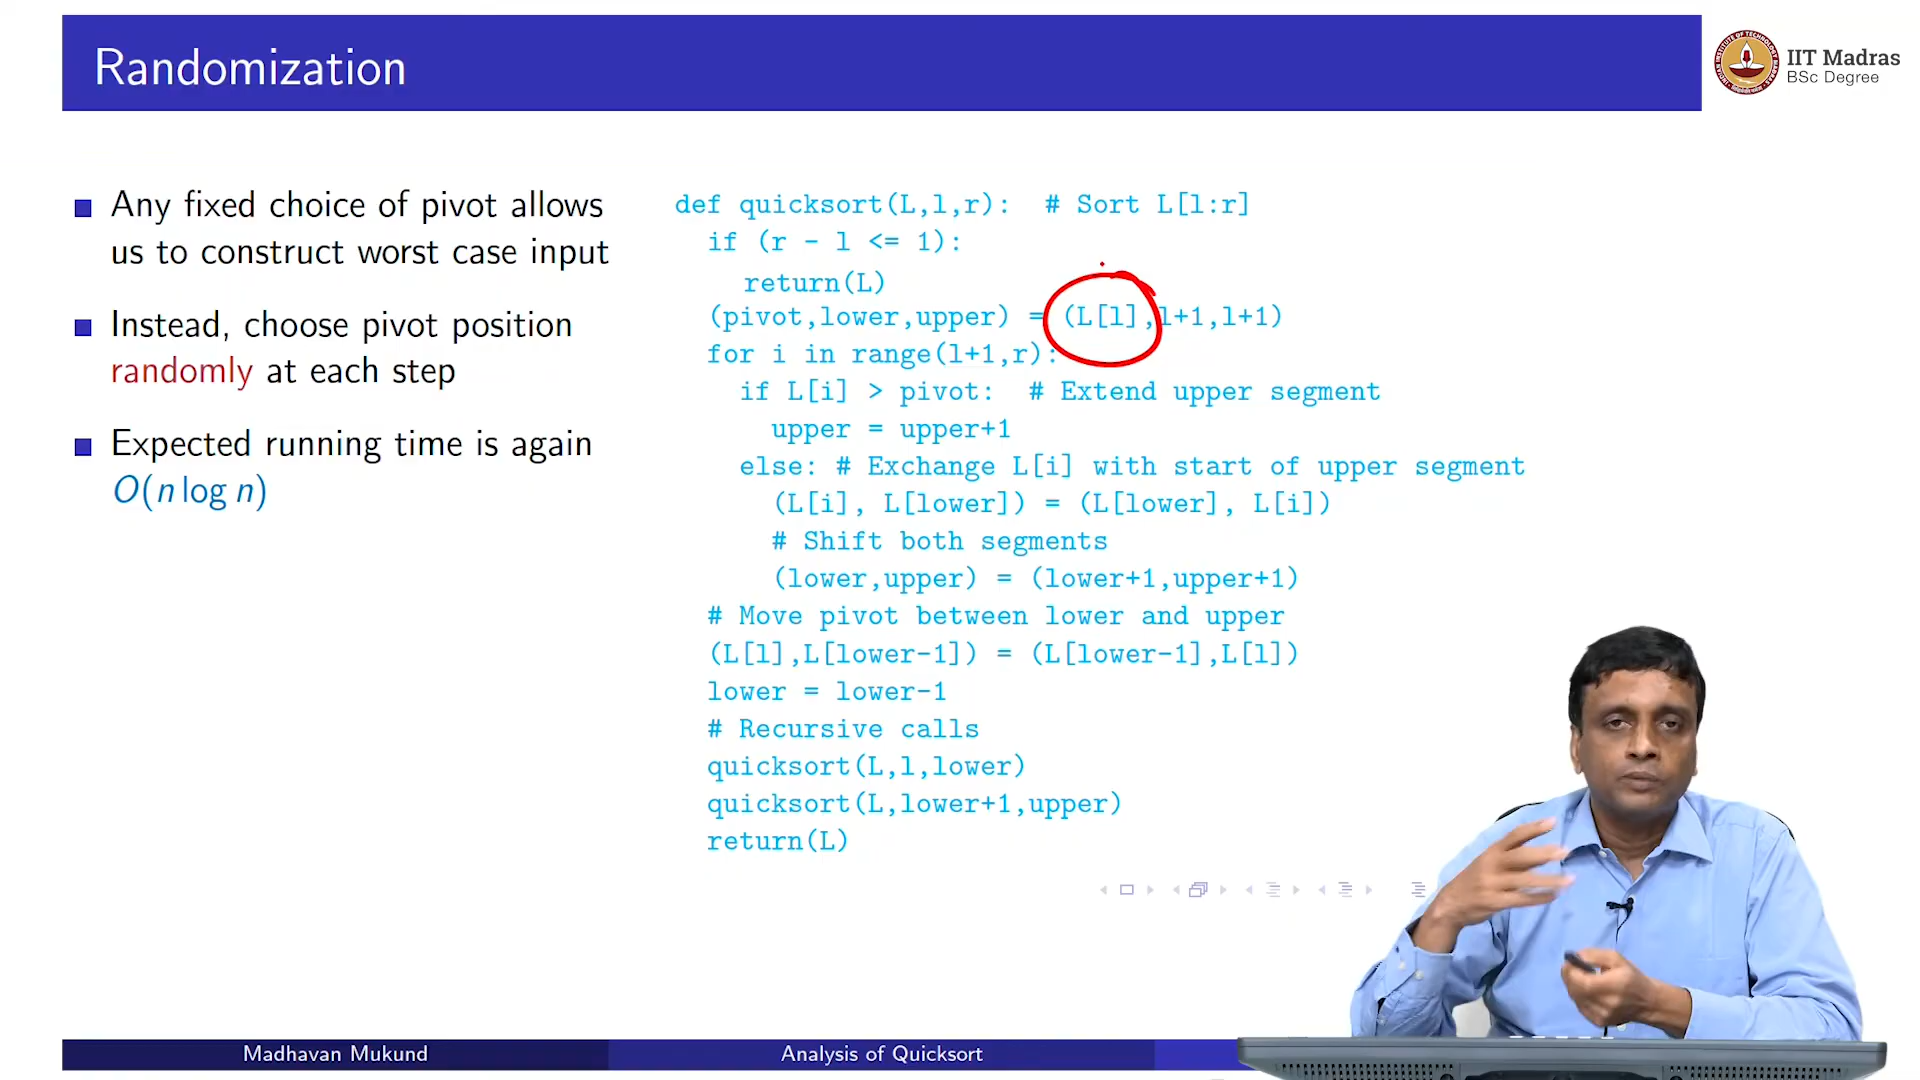 Randomization
IIT Madras
BSc Degree
Any fixed choice of pivot allows
us to construct worst case input
Instead, choose pivot position
randomly at each step
Expected running time is again
O(n log n)
def quicksort(L,l,r):  # Sort L[l:r]
  if (r - l <= 1):
    return(L)
  (pivot,lower,upper) = (L[l],l+1,l+1)
  for i in range(l+1,r):
    if L[i] > pivot:  # Extend upper segment
      upper = upper+1
    else: # Exchange L[i] with start of upper segment
      (L[i], L[lower]) = (L[lower], L[i])
      # Shift both segments
      (lower,upper) = (lower+1,upper+1)
  # Move pivot between lower and upper
  (L[l],L[lower-1]) = (L[lower-1],L[l])
  lower = lower-1
  # Recursive calls
  quicksort(L,l,lower)
  quicksort(L,lower+1,upper)
  return(L)
Madhavan Mukund
Analysis of Quicksort